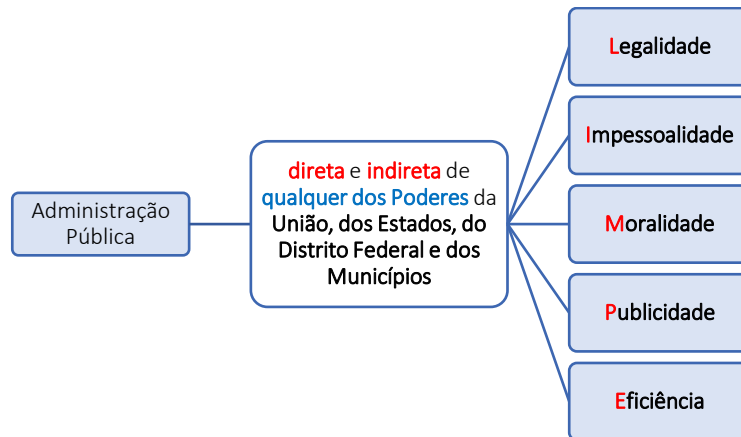 Administração
Pública
direta e indireta de
qualquer dos Poderes da
União, dos Estados, do
Distrito Federal e dos
Municípios
Legalidade
Impessoalidade
Moralidade
Publicidade
Eficiência